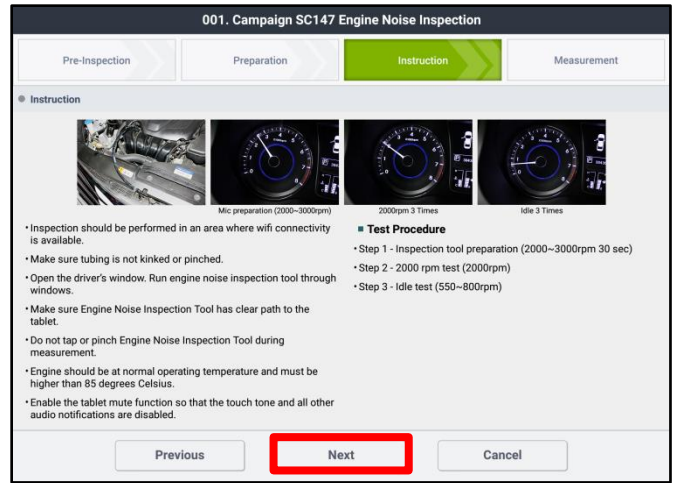 001. Campaign SC147 Engine Noise Inspection
Pre-Inspection
Preparation
Instruction
Measurement
Instruction
Mic preparation (2000~3000rpm)
2000rpm 3 Times
Idle 3 Times
• Inspection should be performed in an area where wifi connectivity
is available.
• Make sure tubing is not kinked or pinched.
• Open the driver's window. Run engine noise inspection tool through
windows.
• Make sure Engine Noise Inspection Tool has clear path to the
tablet.
• Do not tap or pinch Engine Noise Inspection Tool during
measurement.
• Engine should be at normal operating temperature and must be
higher than 85 degrees Celsius.
• Enable the tablet mute function so that the touch tone and all other
audio notifications are disabled.
■ Test Procedure
• Step 1 - Inspection tool preparation (2000~3000rpm 30 sec)
• Step 2 - 2000 rpm test (2000rpm)
• Step 3 - Idle test (550~800rpm)
Previous
Next
Cancel